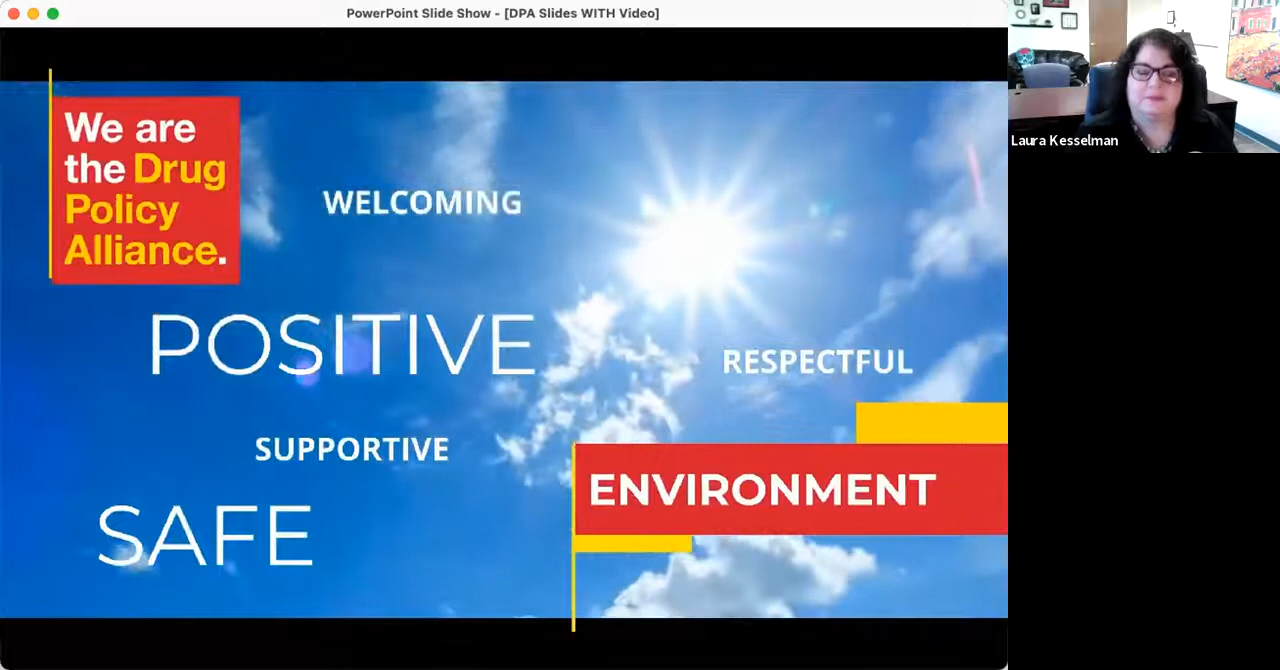 PowerPoint Slide Show - [DPA Slides WITH Video]
We are
the Drug
Policy
Alliance.
WELCOMING
POSITIVE
RESPECTFUL
SUPPORTIVE
ENVIRONMENT
SAFE
Laura Kesselman